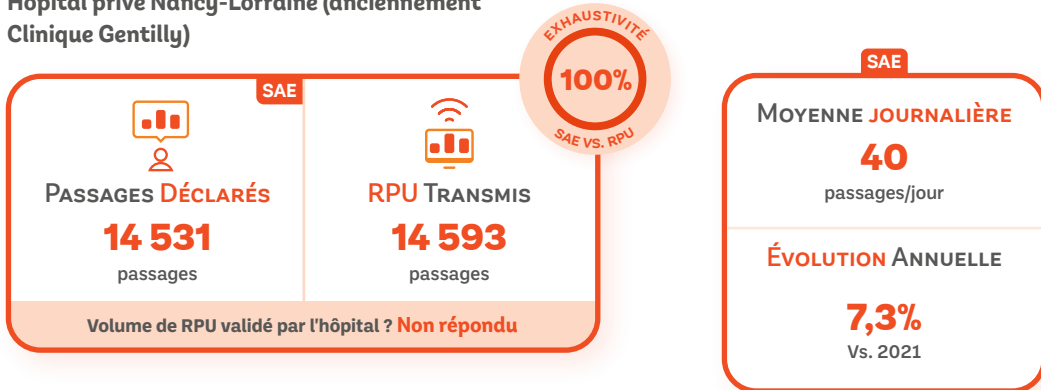 Hôpital privé Nancy-Lorraine (anciennement
Clinique Gentilly)
EXHAUSTIVITÉ
100%
SAE VS. RPU
SAE
PASSAGES DÉCLARÉS
14 531
passages
RPU TRANSMIS
14 593
passages
Volume de RPU validé par l'hôpital ? Non répondu
SAE
MOYENNE JOURNALIÈRE
40
passages/jour
ÉVOLUTION ANNUELLE
7,3%
Vs. 2021